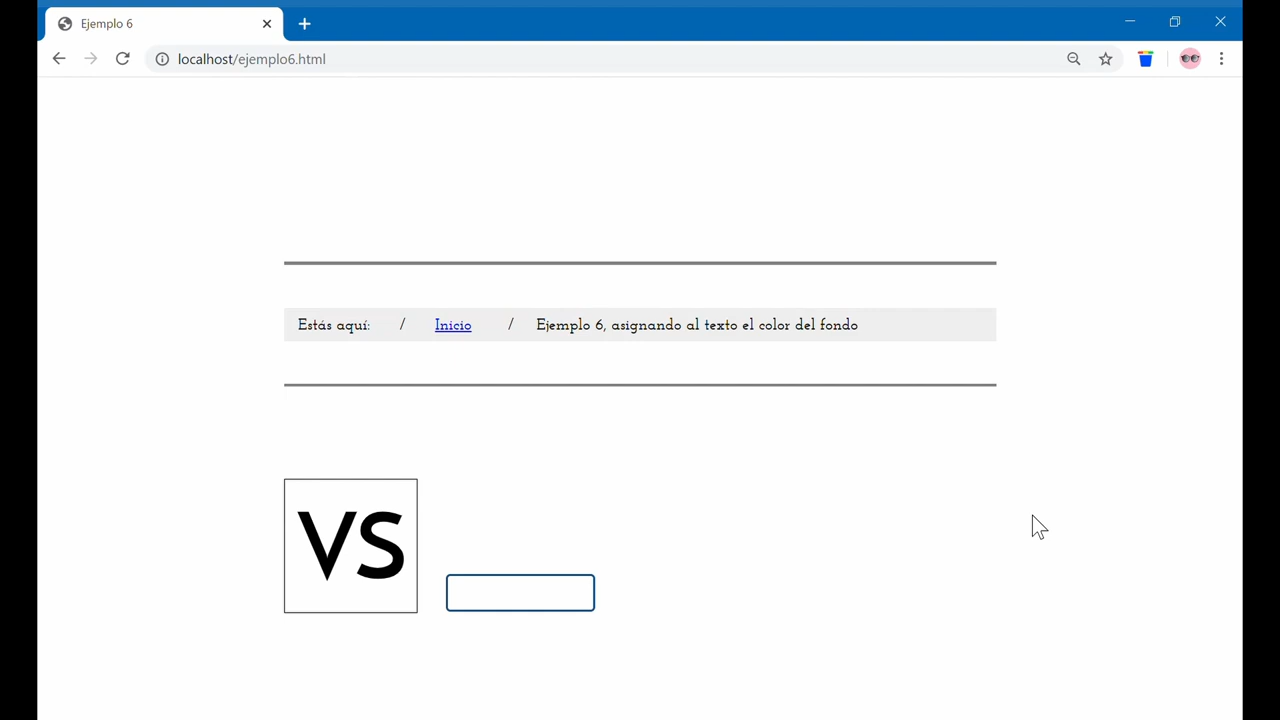 Ejemplo 6
localhost/ejemplo6.html
Estás aquí: / Inicio / Ejemplo 6, asignando al texto el color del fondo
VS